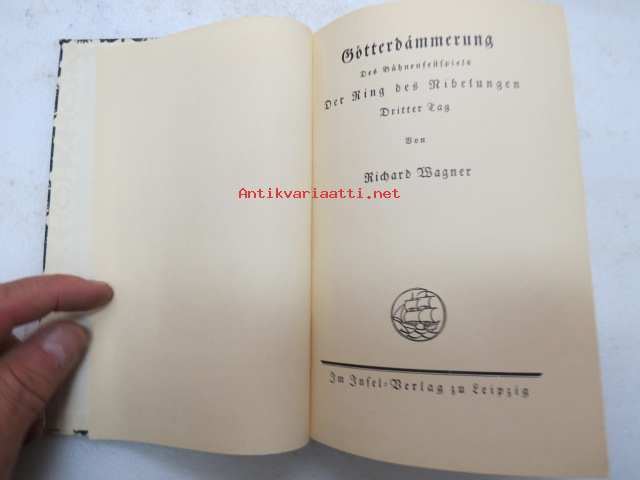 Götterdämmerung
Des Bühnenfestspiels
Der Ring des Nibelungen
Dritter Tag
Von
Richard Wagner
Antikvariaatti.net
Im Insel-Verlag zu Leipzig